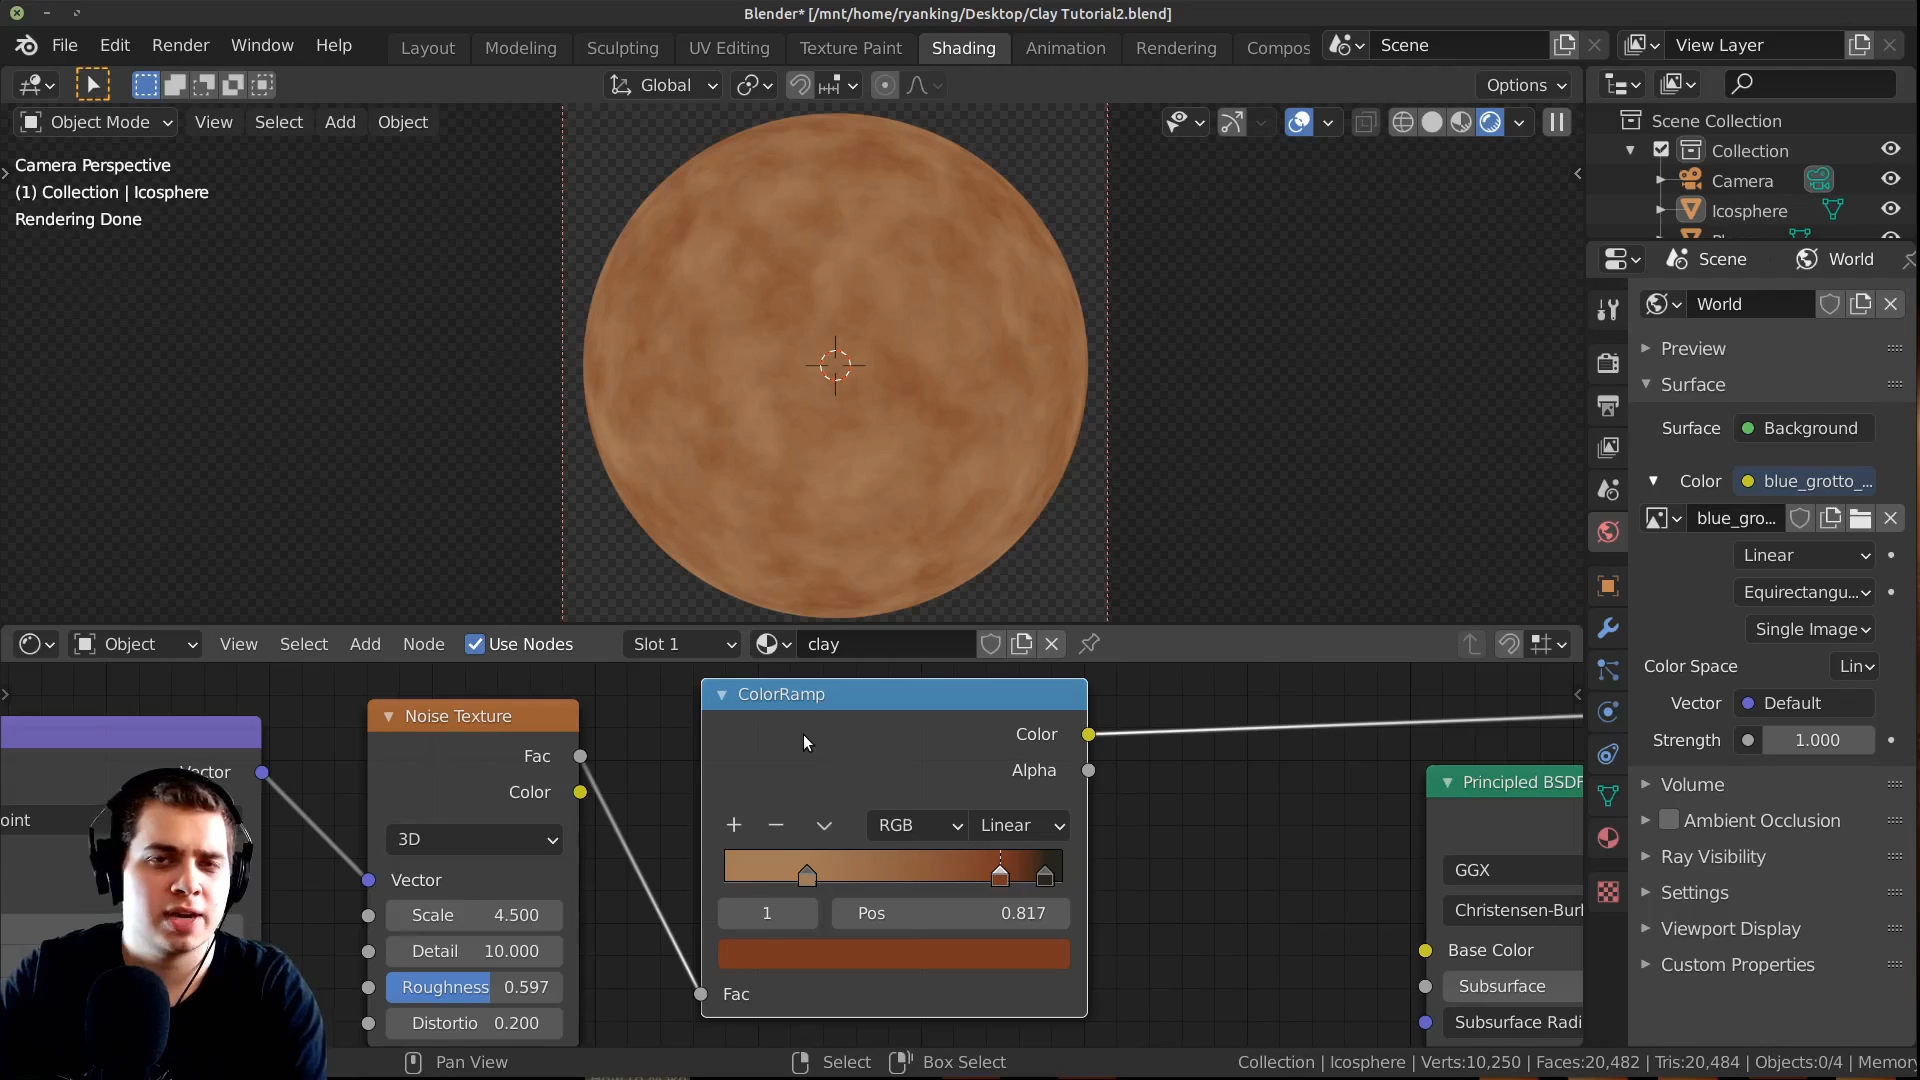 Blender* [/mnt/home/ryanking/Desktop/Clay Tutorial2.blend]
File Edit Render Window Help Layout Modeling Sculpting UV Editing Texture Paint Shading Animation Rendering Compos Scene View Layer
Global Options
Object Mode View Select Add Object
Scene Collection
Collection
Camera
Icosphere
Camera Perspective
(1) Collection | Icosphere
Rendering Done
Scene World
World
Preview
Surface
Surface Background
Color blue_grotto_...
blue_gro...
Linear
Equirectangu...
Single Image
Color Space Lin
Vector Default
Strength 1.000
Volume
Ambient Occlusion
Ray Visibility
Settings
Viewport Display
Custom Properties
Object View Select Add Node Use Nodes Slot 1 clay
Vector
oint
Noise Texture
Fac
Color
3D
Vector
Scale 4.500
Detail 10.000
Roughness 0.597
Distortio 0.200
ColorRamp
Color
Alpha
RGB Linear
1 Pos 0.817
Fac
Principled BSDF
GGX
Christensen-Burl
Base Color
Subsurface
Subsurface Radi
Pan View Select Box Select Collection | Icosphere | Verts:10,250 | Faces:20,482 | Tris:20,484 | Objects:0/4 | Memory